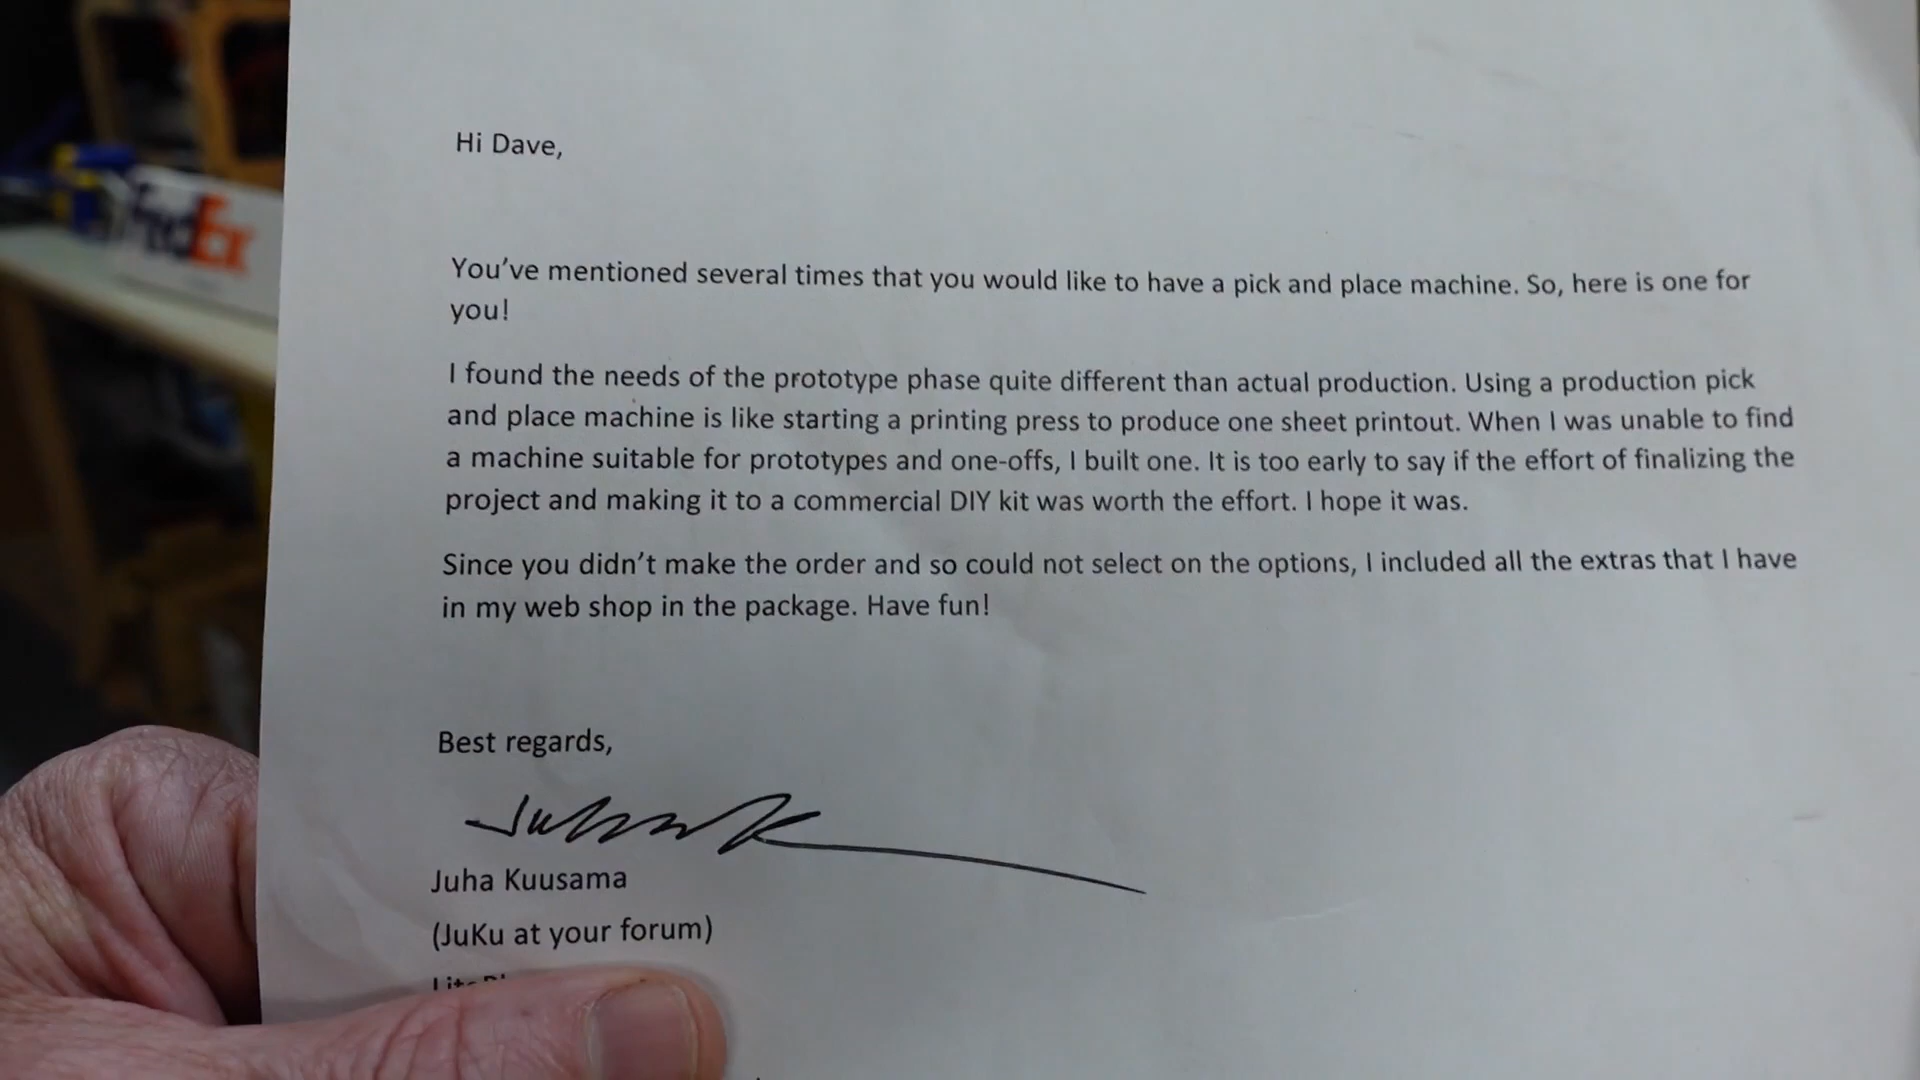 FedEx
Hi Dave,
You've mentioned several times that you would like to have a pick and place machine. So, here is one for
you!
I found the needs of the prototype phase quite different than actual production. Using a production pick
and place machine is like starting a printing press to produce one sheet printout. When I was unable to find
a machine suitable for prototypes and one-offs, I built one. It is too early to say if the effort of finalizing the
project and making it to a commercial DIY kit was worth the effort. I hope it was.
Since you didn't make the order and so could not select on the options, I included all the extras that I have
in my web shop in the package. Have fun!
Best regards,
JuhaK
Juha Kuusama
(JuKu at your forum)